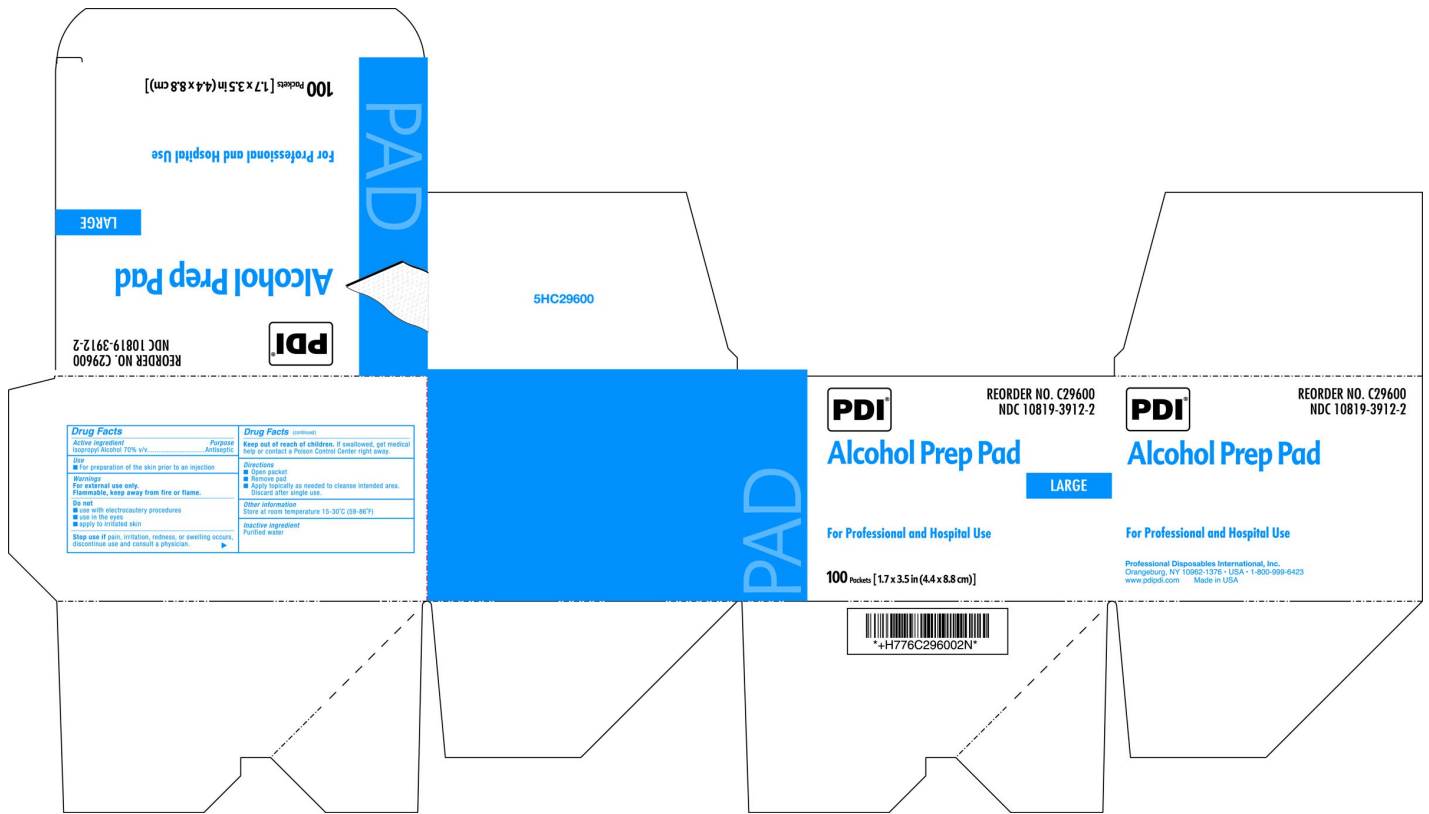 REORDER NO. C29600
NDC 10819-3912-2
PDI®
Alcohol Prep Pad
LARGE
For Professional and Hospital Use
100 Packets [1.7 x 3.5 in (4.4 x 8.8 cm)]
PAD
5HC29600
Drug Facts
Active ingredient Purpose
Isopropyl Alcohol 70% v/v..............................Antiseptic
Use
■ For preparation of the skin prior to an injection
Warnings
For external use only.
Flammable, keep away from fire or flame.
Do not
■ use with electrocautery procedures
■ use in the eyes
■ apply to irritated skin
Stop use if pain, irritation, redness, or swelling occurs,
discontinue use and consult a physician. ▶
Drug Facts (continued)
Keep out of reach of children. If swallowed, get medical
help or contact a Poison Control Center right away.
Directions
■ Open packet
■ Remove pad
■ Apply topically as needed to cleanse intended area.
Discard after single use.
Other information
Store at room temperature 15-30˚C (59-86˚F)
Inactive ingredient
Purified water
PAD
PDI®
REORDER NO. C29600
NDC 10819-3912-2
Alcohol Prep Pad
LARGE
For Professional and Hospital Use
100 Packets [1.7 x 3.5 in (4.4 x 8.8 cm)]
*+H776C296002N*
PDI®
REORDER NO. C29600
NDC 10819-3912-2
Alcohol Prep Pad
For Professional and Hospital Use
Professional Disposables International, Inc.
Orangeburg, NY 10962-1376 • USA • 1-800-999-6423
www.pdipdi.com Made in USA